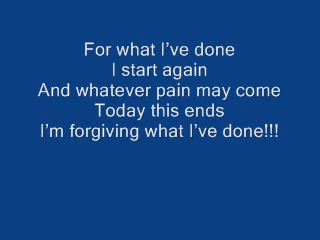 For what I’ve done
I start again
And whatever pain may come
Today this ends
I’m forgiving what I’ve done!!!